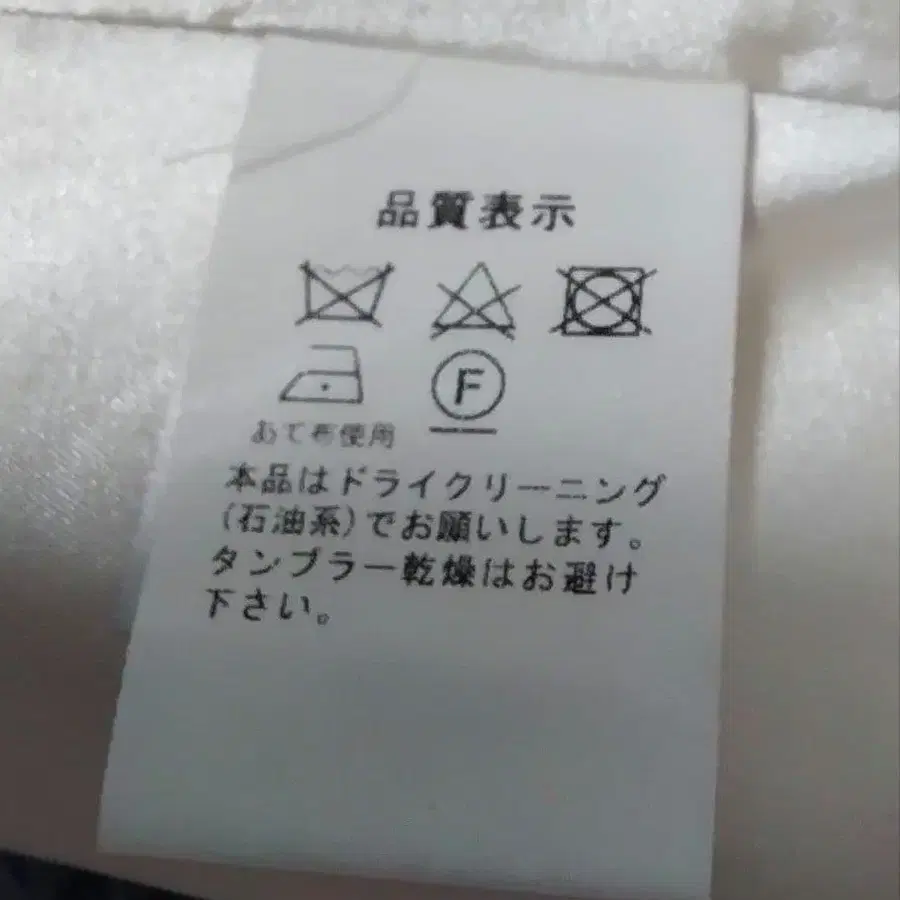 品質表示
F
あて布使用
本品はドライクリーニング
(石油系)でお願いします。
タンブラー乾燥はお避け
下さい。